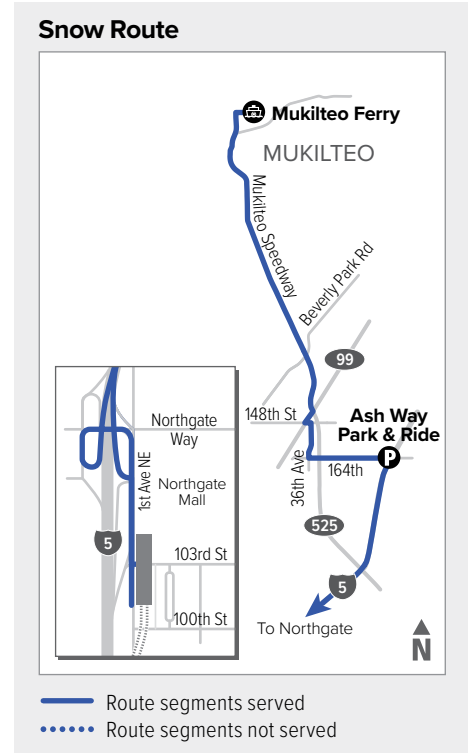 Snow Route
Mukilteo Ferry
MUKILTEO
Mukilteo Speedway
Beverly Park Rd
99
148th St
Ash Way
Park & Ride
P
36th Ave
164th
525
5
To Northgate
N
Northgate
Way
1st Ave NE
Northgate
Mall
5
103rd St
100th St
Route segments served
Route segments not served